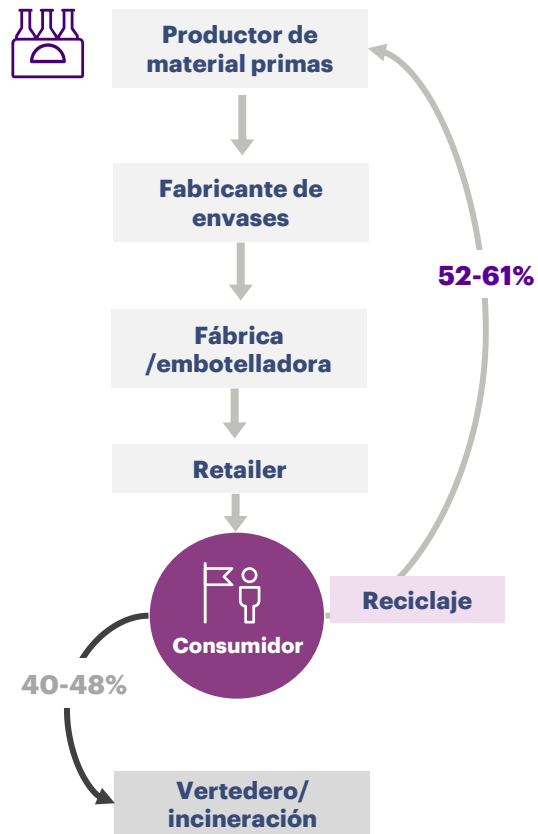 Productor de
material primas
Fabricante de
envases
52-61%
Fábrica
/embotelladora
Retailer
Reciclaje
Consumidor
40-48%
Vertedero/
incineración